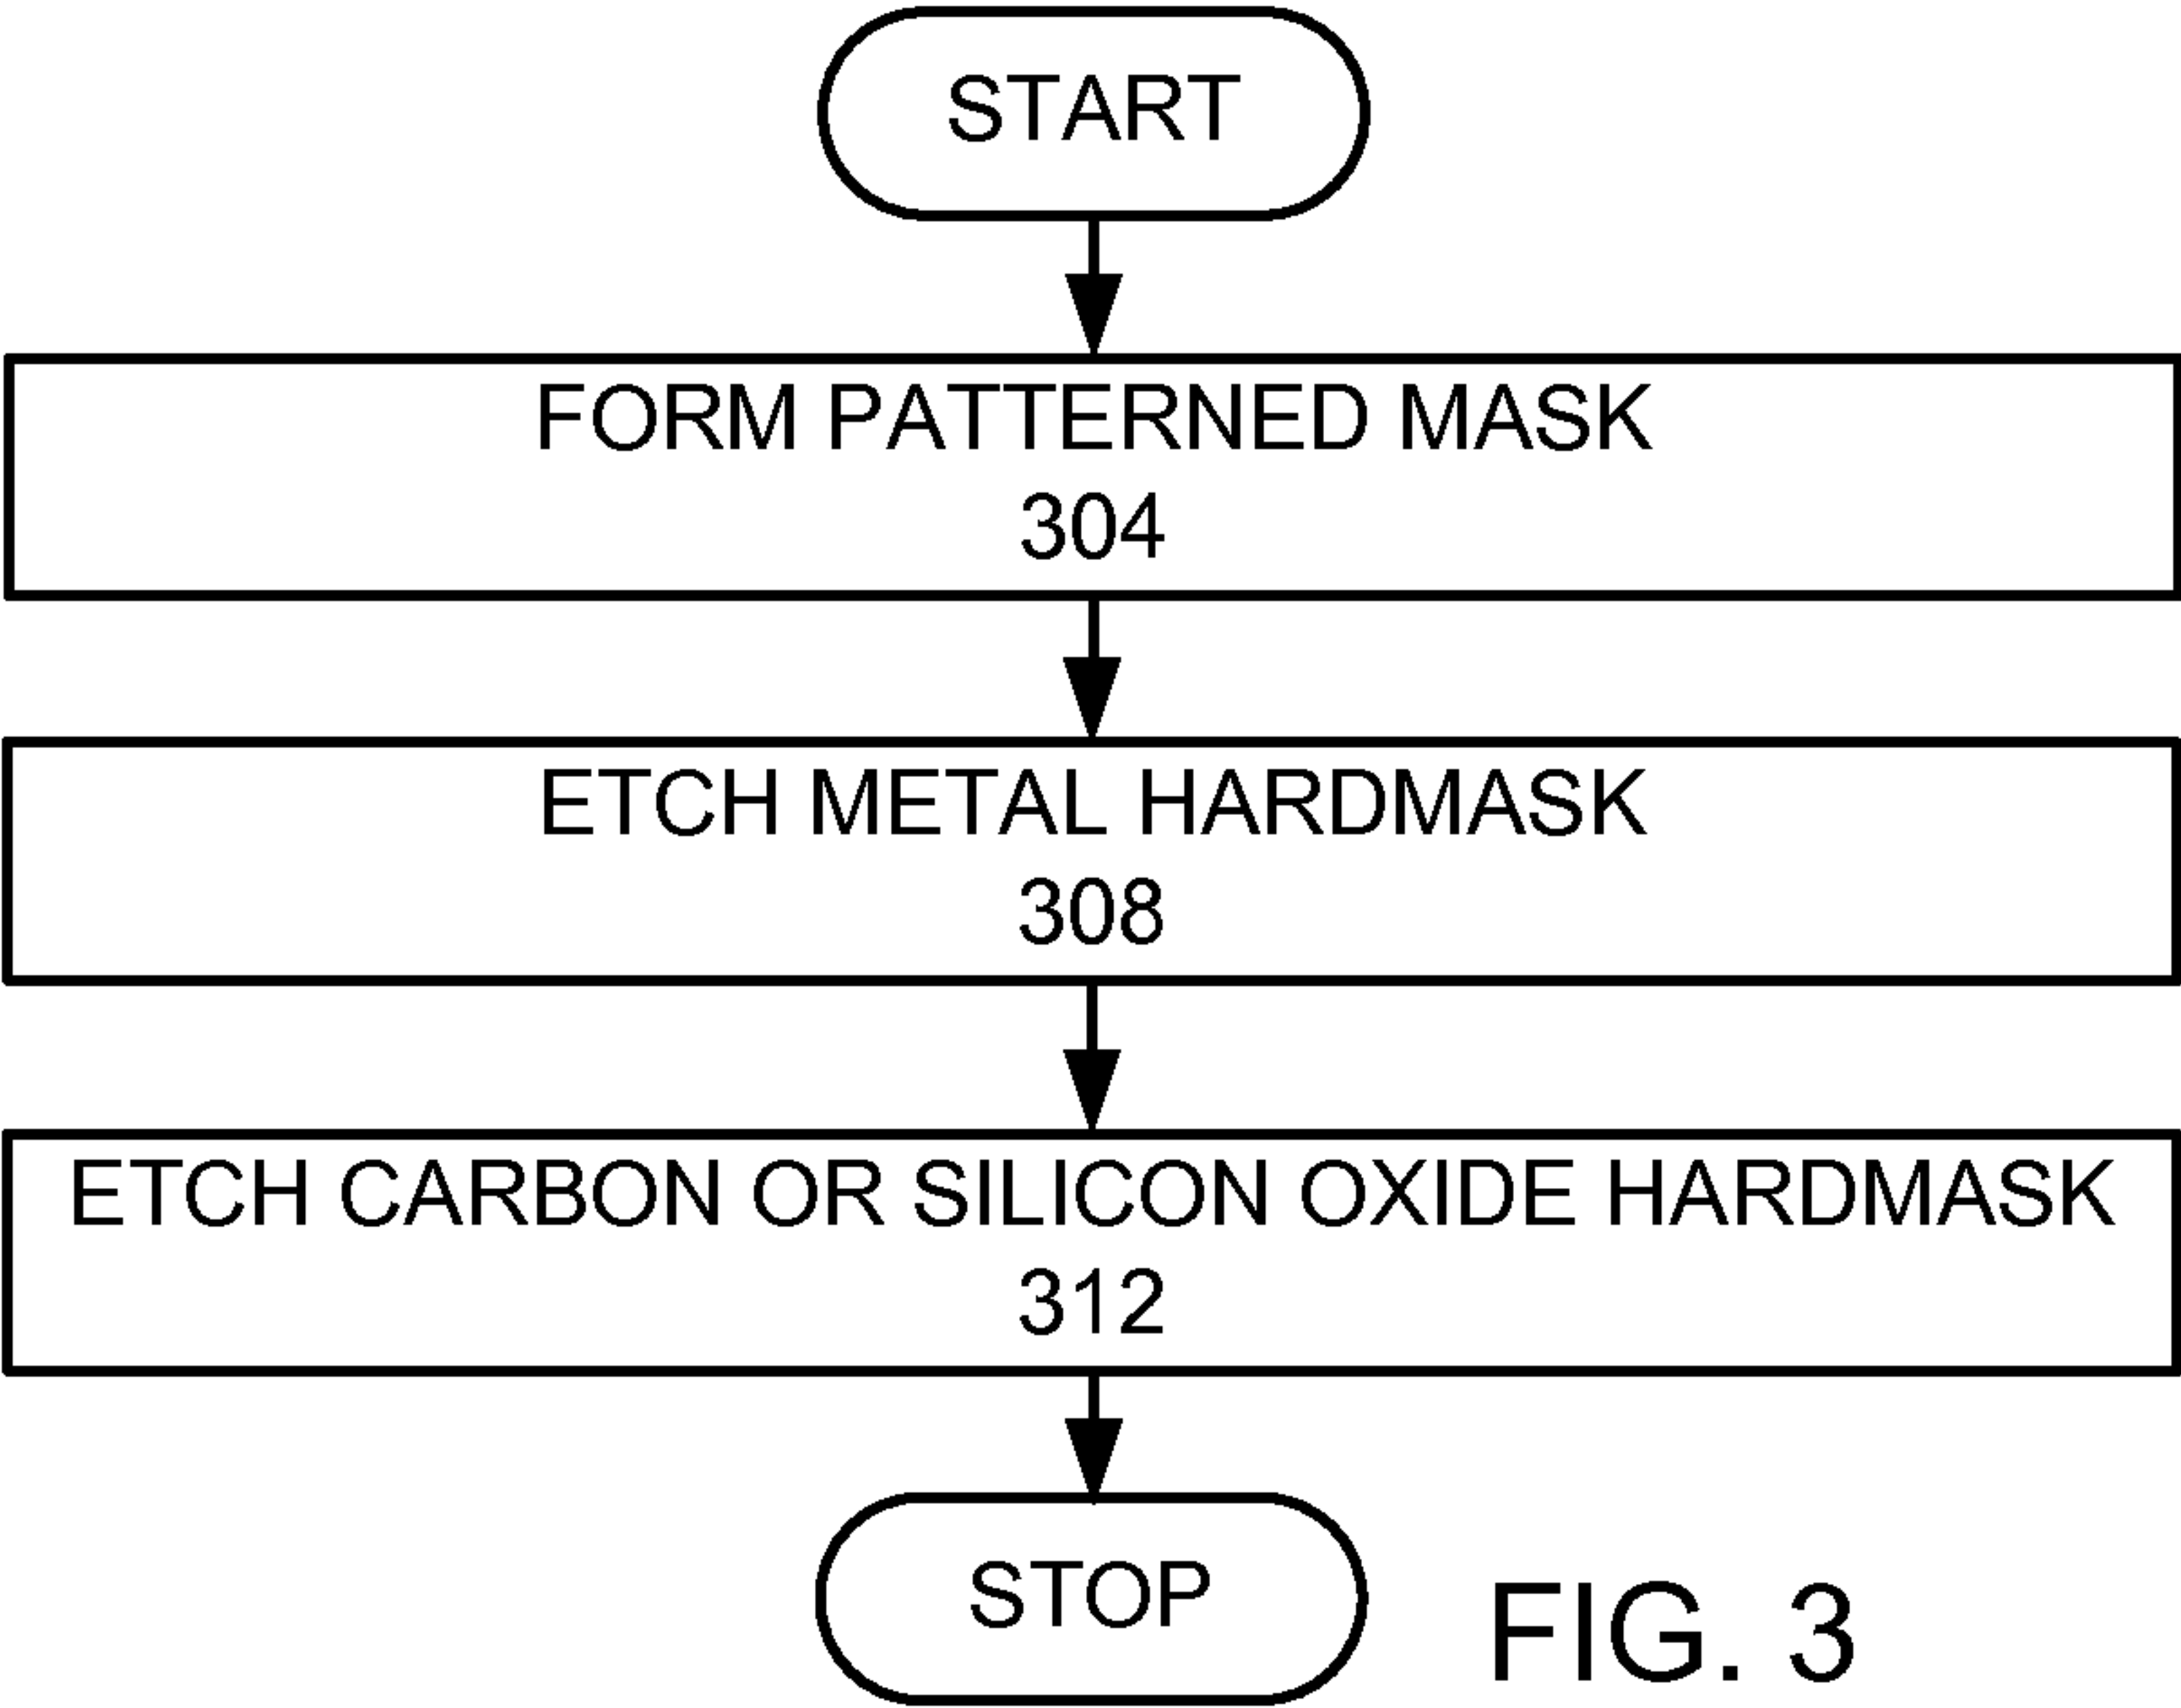 START
FORM PATTERNED MASK
304
ETCH METAL HARDMASK
308
ETCH CARBON OR SILICON OXIDE HARDMASK
312
STOP
FIG. 3